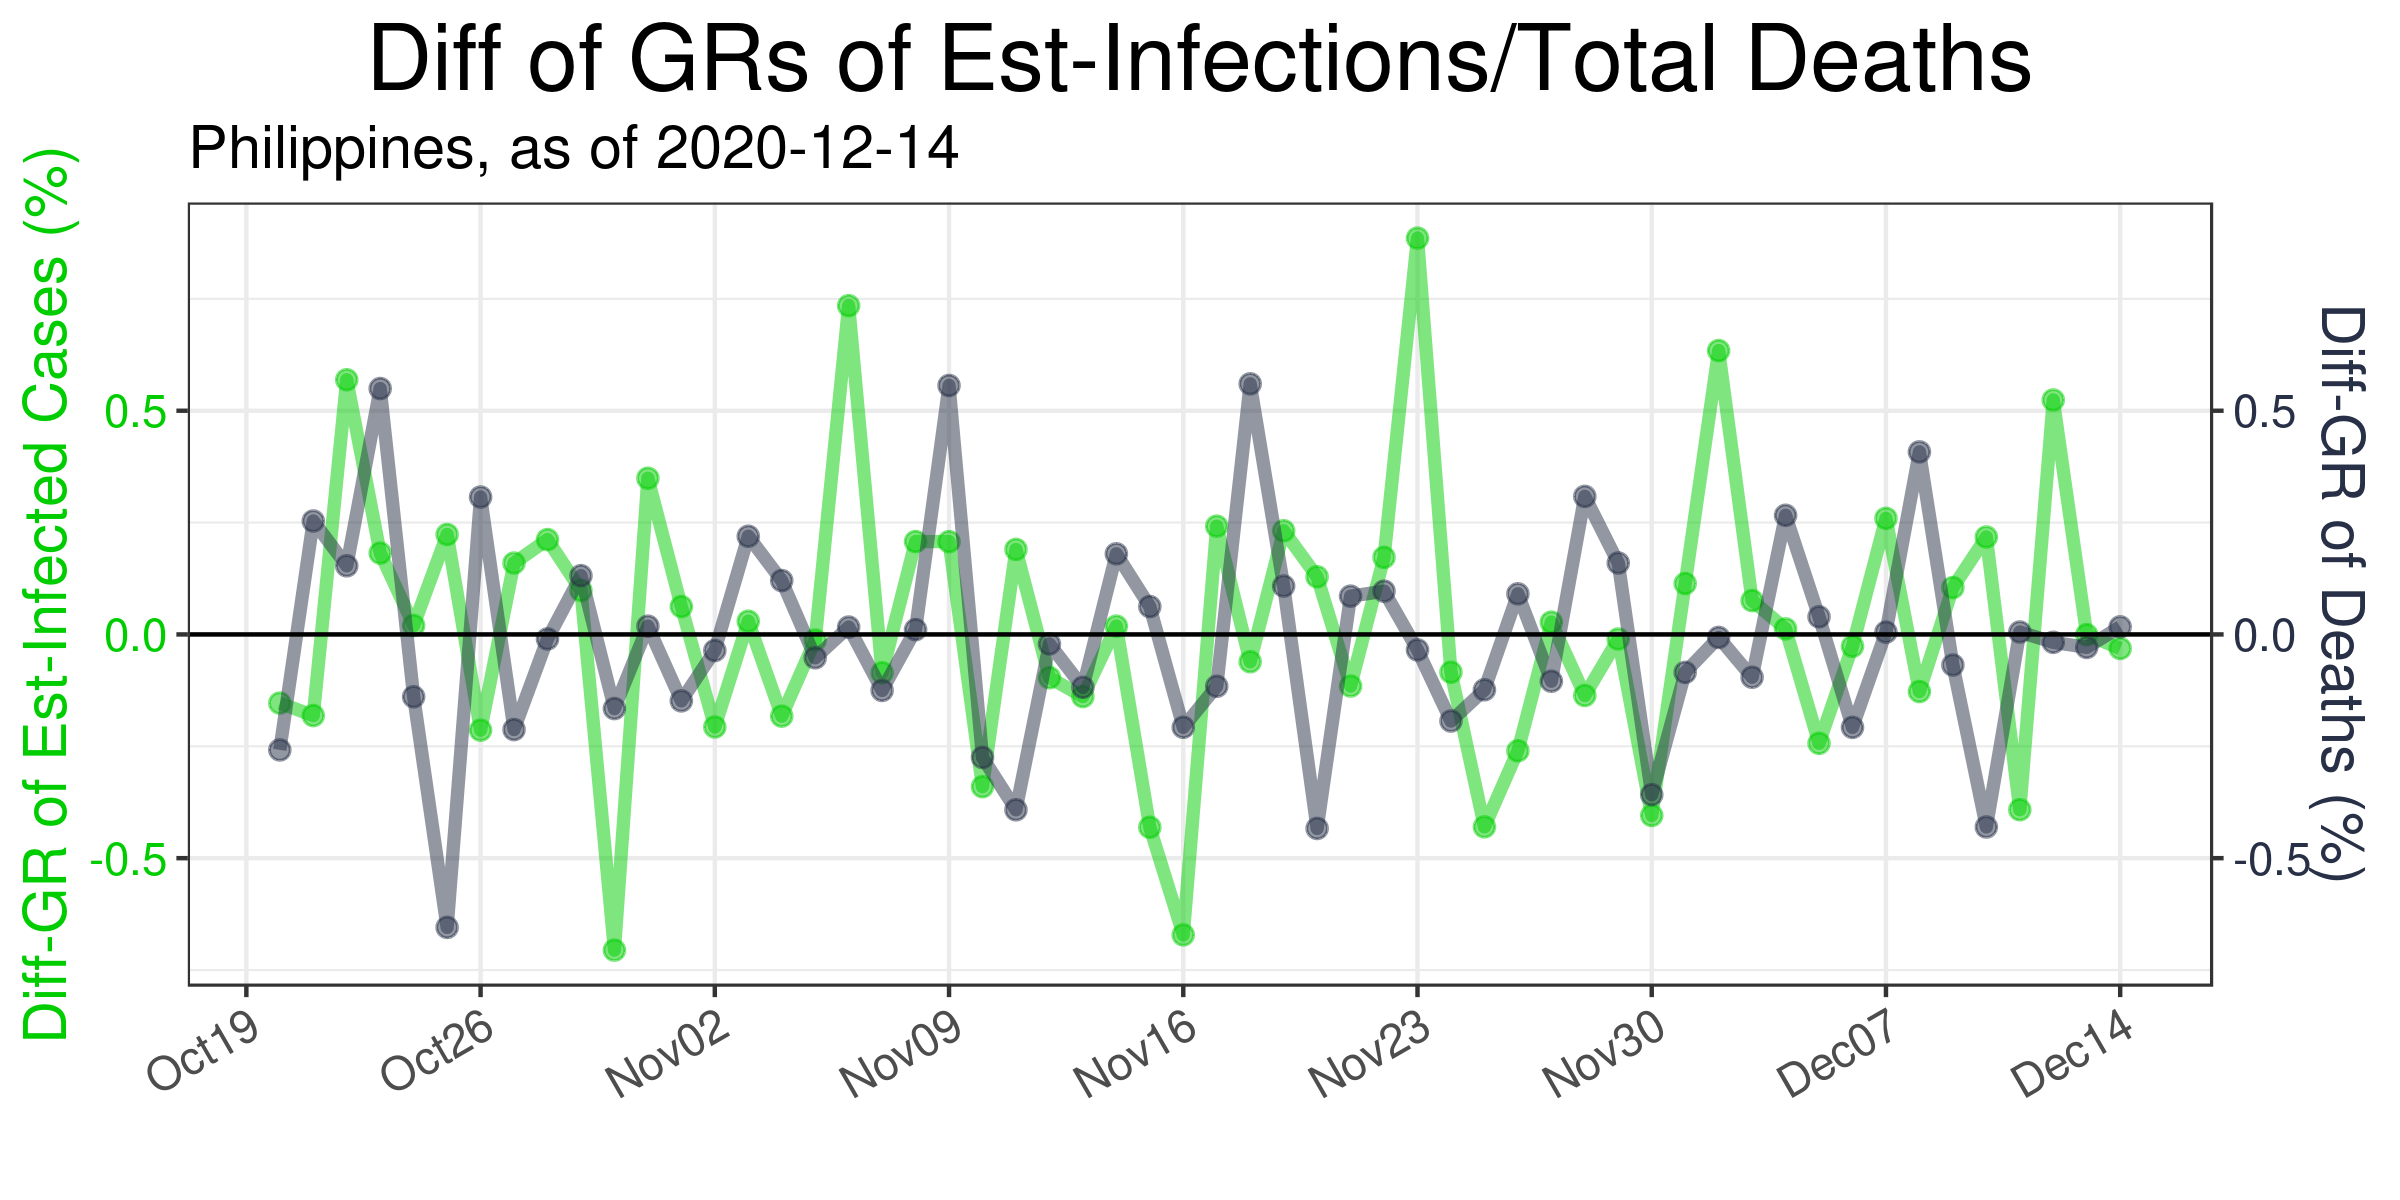 Diff of GRs of Est-Infections/Total Deaths
Philippines, as of 2020-12-14
Diff-GR of Est-Infected Cases (%)
0.5
0.0
-0.5
0.5
0.0
-0.5
Diff-GR of Deaths (%)
Oct19
Oct26
Nov02
Nov09
Nov16
Nov23
Nov30
Dec07
Dec14